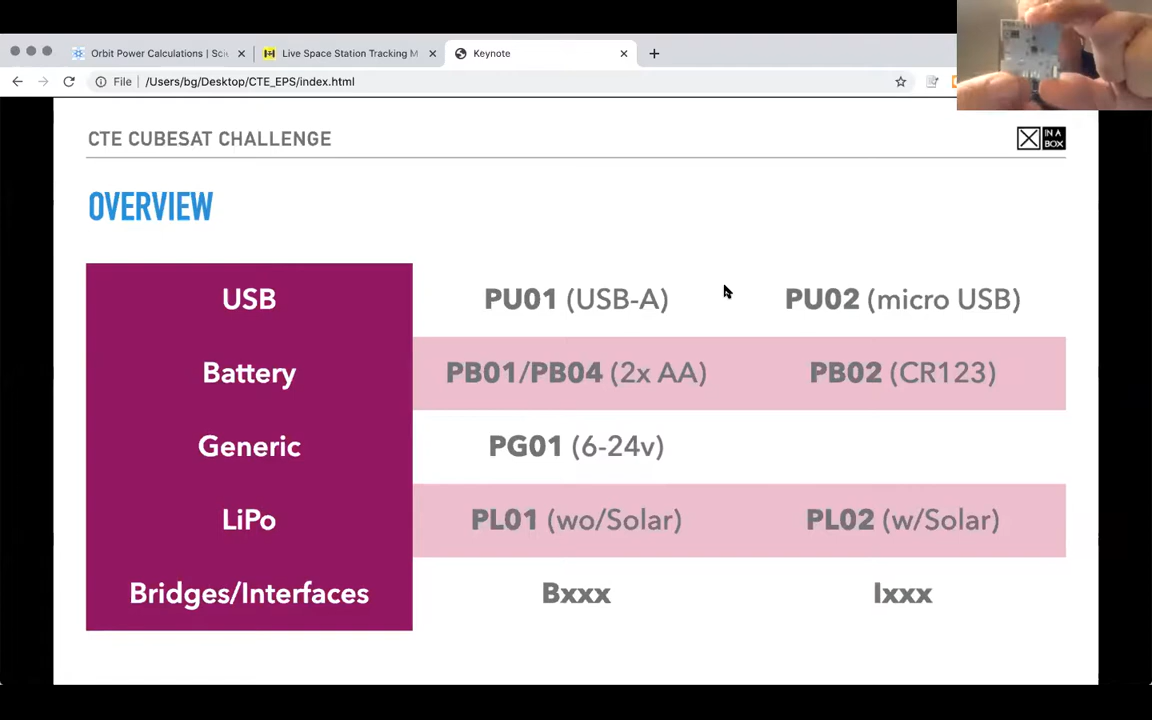 Orbit Power Calculations | Sci
Live Space Station Tracking M
Keynote
File
/Users/bg/Desktop/CTE_EPS/index.html
CTE CUBESAT CHALLENGE
IN A
BOX
OVERVIEW
USB PU01 (USB-A) PU02 (micro USB)
Battery PB01/PB04 (2x AA) PB02 (CR123)
Generic PG01 (6-24v)
LiPo PL01 (wo/Solar) PL02 (w/Solar)
Bridges/Interfaces Bxxx Ixxx